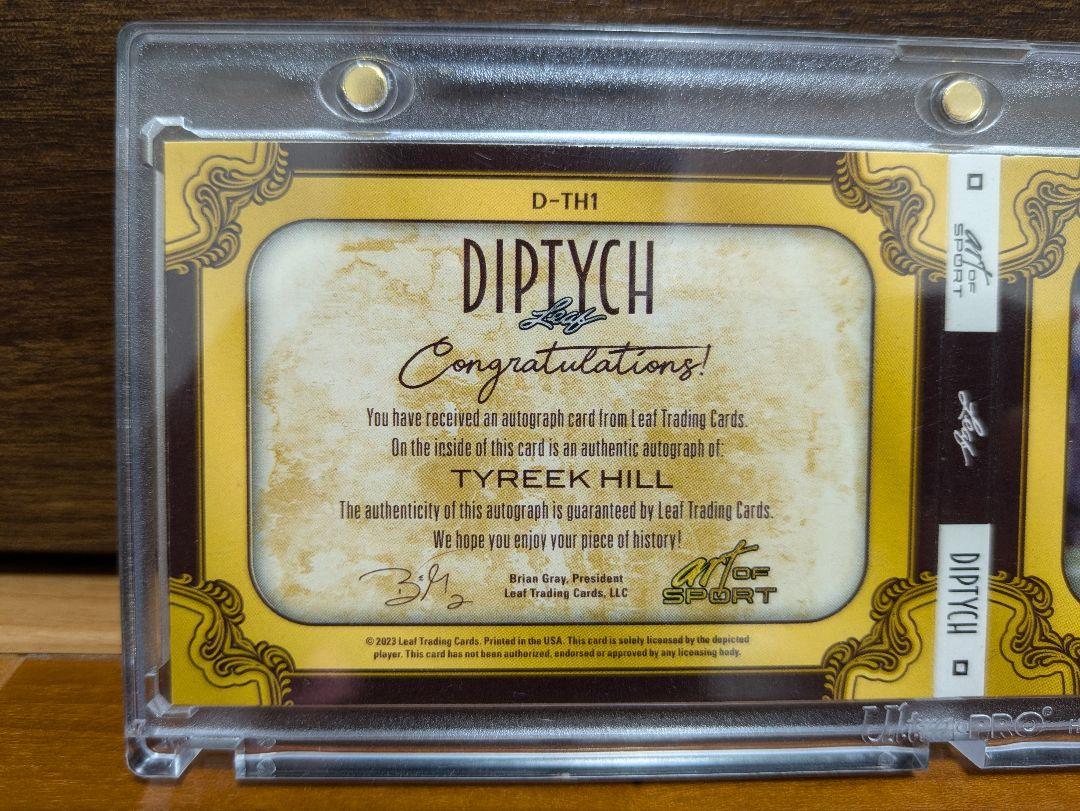 D-TH1
DIPTYCH
Leaf
Congratulations!
You have received an autograph card from Leaf Trading Cards.
On the inside of this card is an authentic autograph of:
TYREEK HILL
The authenticity of this autograph is guaranteed by Leaf Trading Cards.
We hope you enjoy your piece of history!
Brian Gray, President
Leaf Trading Cards, LLC
art OF
SPORT
© 2023 Leaf Trading Cards. Printed in the USA. This card is solely licensed by the depicted
player. This card has not been authorized, endorsed or approved by any licensing body.
art OF
SPORT
Leaf
DIPTYCH
Ultra PRO®